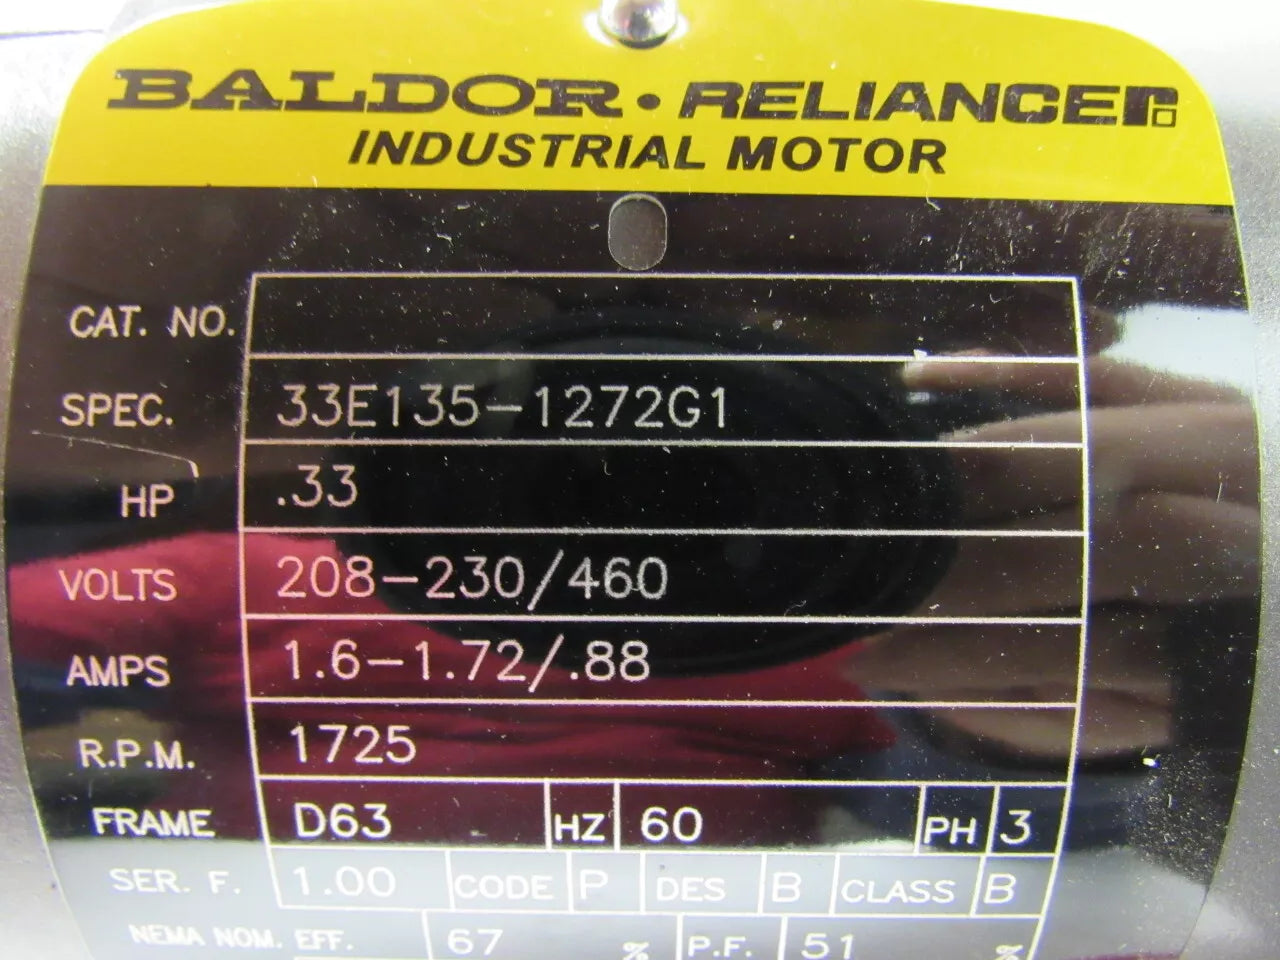 BALDOR • RELIANCER
INDUSTRIAL MOTOR
CAT. NO.
SPEC. 33E135-1272G1
HP .33
VOLTS 208-230/460
AMPS 1.6-1.72/.88
R.P.M. 1725
FRAME D63 HZ 60 PH 3
SER. F. 1.00 CODE P DES B CLASS B
NEMA NOM. EFF. 67 % P.F. 51 %